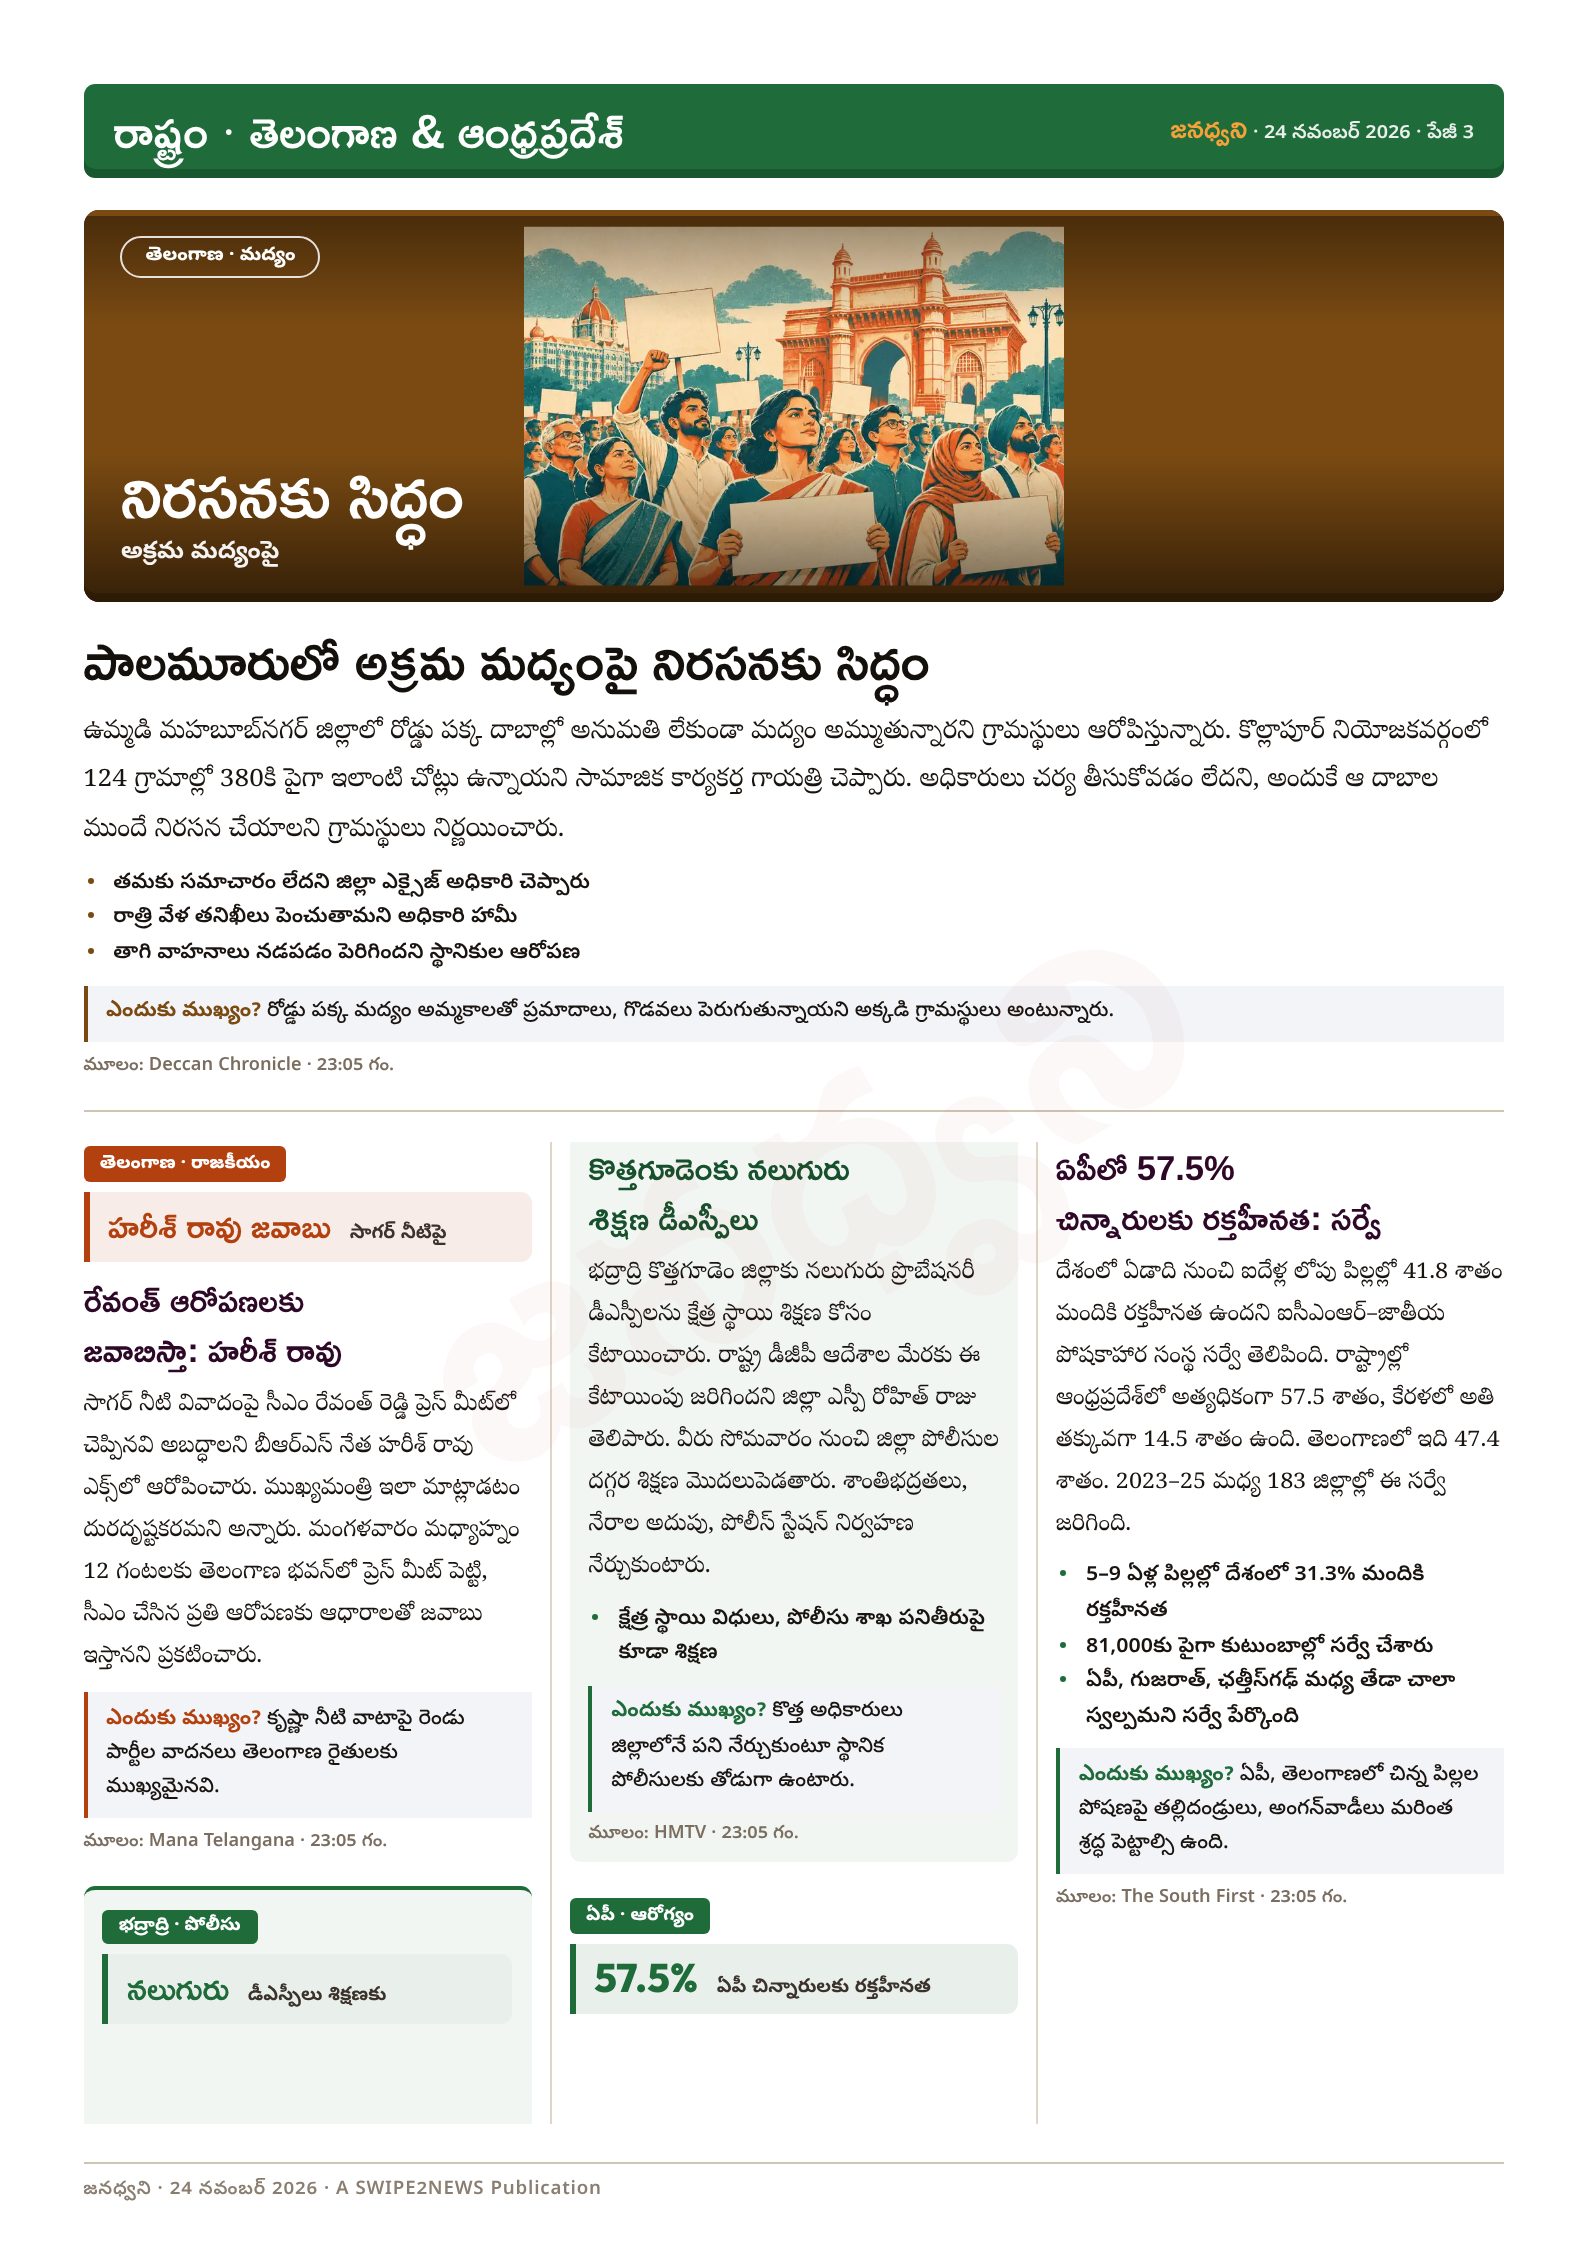 రాష్ట్రం · తెలంగాణ & ఆంధ్రప్రదేశ్
జనధ్వని · 24 నవంబర్ 2026 · పేజీ 3
తెలంగాణ · మద్యం
నిరసనకు సిద్ధం
అక్రమ మద్యంపై
పాలమూరులో అక్రమ మద్యంపై నిరసనకు సిద్ధం
ఉమ్మడి మహబూబ్‌నగర్ జిల్లాలో రోడ్డు పక్క దాబాల్లో అనుమతి లేకుండా మద్యం అమ్ముతున్నారని గ్రామస్థులు ఆరోపిస్తున్నారు. కొల్లాపూర్ నియోజకవర్గంలో
124 గ్రామాల్లో 380కి పైగా ఇలాంటి చోట్లు ఉన్నాయని సామాజిక కార్యకర్త గాయత్రి చెప్పారు. అధికారులు చర్య తీసుకోవడం లేదని, అందుకే ఆ దాబాల
ముందే నిరసన చేయాలని గ్రామస్థులు నిర్ణయించారు.
• తమకు సమాచారం లేదని జిల్లా ఎక్సైజ్ అధికారి చెప్పారు
• రాత్రి వేళ తనిఖీలు పెంచుతామని అధికారి హామీ
• తాగి వాహనాలు నడపడం పెరిగిందని స్థానికుల ఆరోపణ
ఎందుకు ముఖ్యం? రోడ్డు పక్క మద్యం అమ్మకాలతో ప్రమాదాలు, గొడవలు పెరుగుతున్నాయని అక్కడి గ్రామస్థులు అంటున్నారు.
మూలం: Deccan Chronicle · 23:05 గం.
తెలంగాణ · రాజకీయం
హరీశ్ రావు జవాబు సాగర్ నీటిపై
రేవంత్ ఆరోపణలకు
జవాబిస్తా: హరీశ్ రావు
సాగర్ నీటి వివాదంపై సీఎం రేవంత్ రెడ్డి ప్రెస్ మీట్‌లో
చెప్పినవి అబద్ధాలని బీఆర్ఎస్ నేత హరీశ్ రావు
ఎక్స్‌లో ఆరోపించారు. ముఖ్యమంత్రి ఇలా మాట్లాడటం
దురదృష్టకరమని అన్నారు. మంగళవారం మధ్యాహ్నం
12 గంటలకు తెలంగాణ భవన్‌లో ప్రెస్ మీట్ పెట్టి,
సీఎం చేసిన ప్రతి ఆరోపణకు ఆధారాలతో జవాబు
ఇస్తానని ప్రకటించారు.
ఎందుకు ముఖ్యం? కృష్ణా నీటి వాటాపై రెండు
పార్టీల వాదనలు తెలంగాణ రైతులకు
ముఖ్యమైనవి.
మూలం: Mana Telangana · 23:05 గం.
భద్రాద్రి · పోలీసు
నలుగురు డీఎస్పీలు శిక్షణకు
కొత్తగూడెంకు నలుగురు
శిక్షణ డీఎస్పీలు
భద్రాద్రి కొత్తగూడెం జిల్లాకు నలుగురు ప్రొబేషనరీ
డీఎస్పీలను క్షేత్ర స్థాయి శిక్షణ కోసం
కేటాయించారు. రాష్ట్ర డీజీపీ ఆదేశాల మేరకు ఈ
కేటాయింపు జరిగిందని జిల్లా ఎస్పీ రోహిత్ రాజు
తెలిపారు. వీరు సోమవారం నుంచి జిల్లా పోలీసుల
దగ్గర శిక్షణ మొదలుపెడతారు. శాంతిభద్రతలు,
నేరాల అదుపు, పోలీస్ స్టేషన్ నిర్వహణ
నేర్చుకుంటారు.
• క్షేత్ర స్థాయి విధులు, పోలీసు శాఖ పనితీరుపై
కూడా శిక్షణ
ఎందుకు ముఖ్యం? కొత్త అధికారులు
జిల్లాలోనే పని నేర్చుకుంటూ స్థానిక
పోలీసులకు తోడుగా ఉంటారు.
మూలం: HMTV · 23:05 గం.
ఏపీ · ఆరోగ్యం
57.5% ఏపీ చిన్నారులకు రక్తహీనత
ఏపీలో 57.5%
చిన్నారులకు రక్తహీనత: సర్వే
దేశంలో ఏడాది నుంచి ఐదేళ్ల లోపు పిల్లల్లో 41.8 శాతం
మందికి రక్తహీనత ఉందని ఐసీఎంఆర్–జాతీయ
పోషకాహార సంస్థ సర్వే తెలిపింది. రాష్ట్రాల్లో
ఆంధ్రప్రదేశ్‌లో అత్యధికంగా 57.5 శాతం, కేరళలో అతి
తక్కువగా 14.5 శాతం ఉంది. తెలంగాణలో ఇది 47.4
శాతం. 2023–25 మధ్య 183 జిల్లాల్లో ఈ సర్వే
జరిగింది.
• 5–9 ఏళ్ల పిల్లల్లో దేశంలో 31.3% మందికి
రక్తహీనత
• 81,000కు పైగా కుటుంబాల్లో సర్వే చేశారు
• ఏపీ, గుజరాత్, ఛత్తీస్‌గఢ్ మధ్య తేడా చాలా
స్వల్పమని సర్వే పేర్కొంది
ఎందుకు ముఖ్యం? ఏపీ, తెలంగాణలో చిన్న పిల్లల
పోషణపై తల్లిదండ్రులు, అంగన్‌వాడీలు మరింత
శ్రద్ధ పెట్టాల్సి ఉంది.
మూలం: The South First · 23:05 గం.
జనధ్వని
జనధ్వని · 24 నవంబర్ 2026 · A SWIPE2NEWS Publication